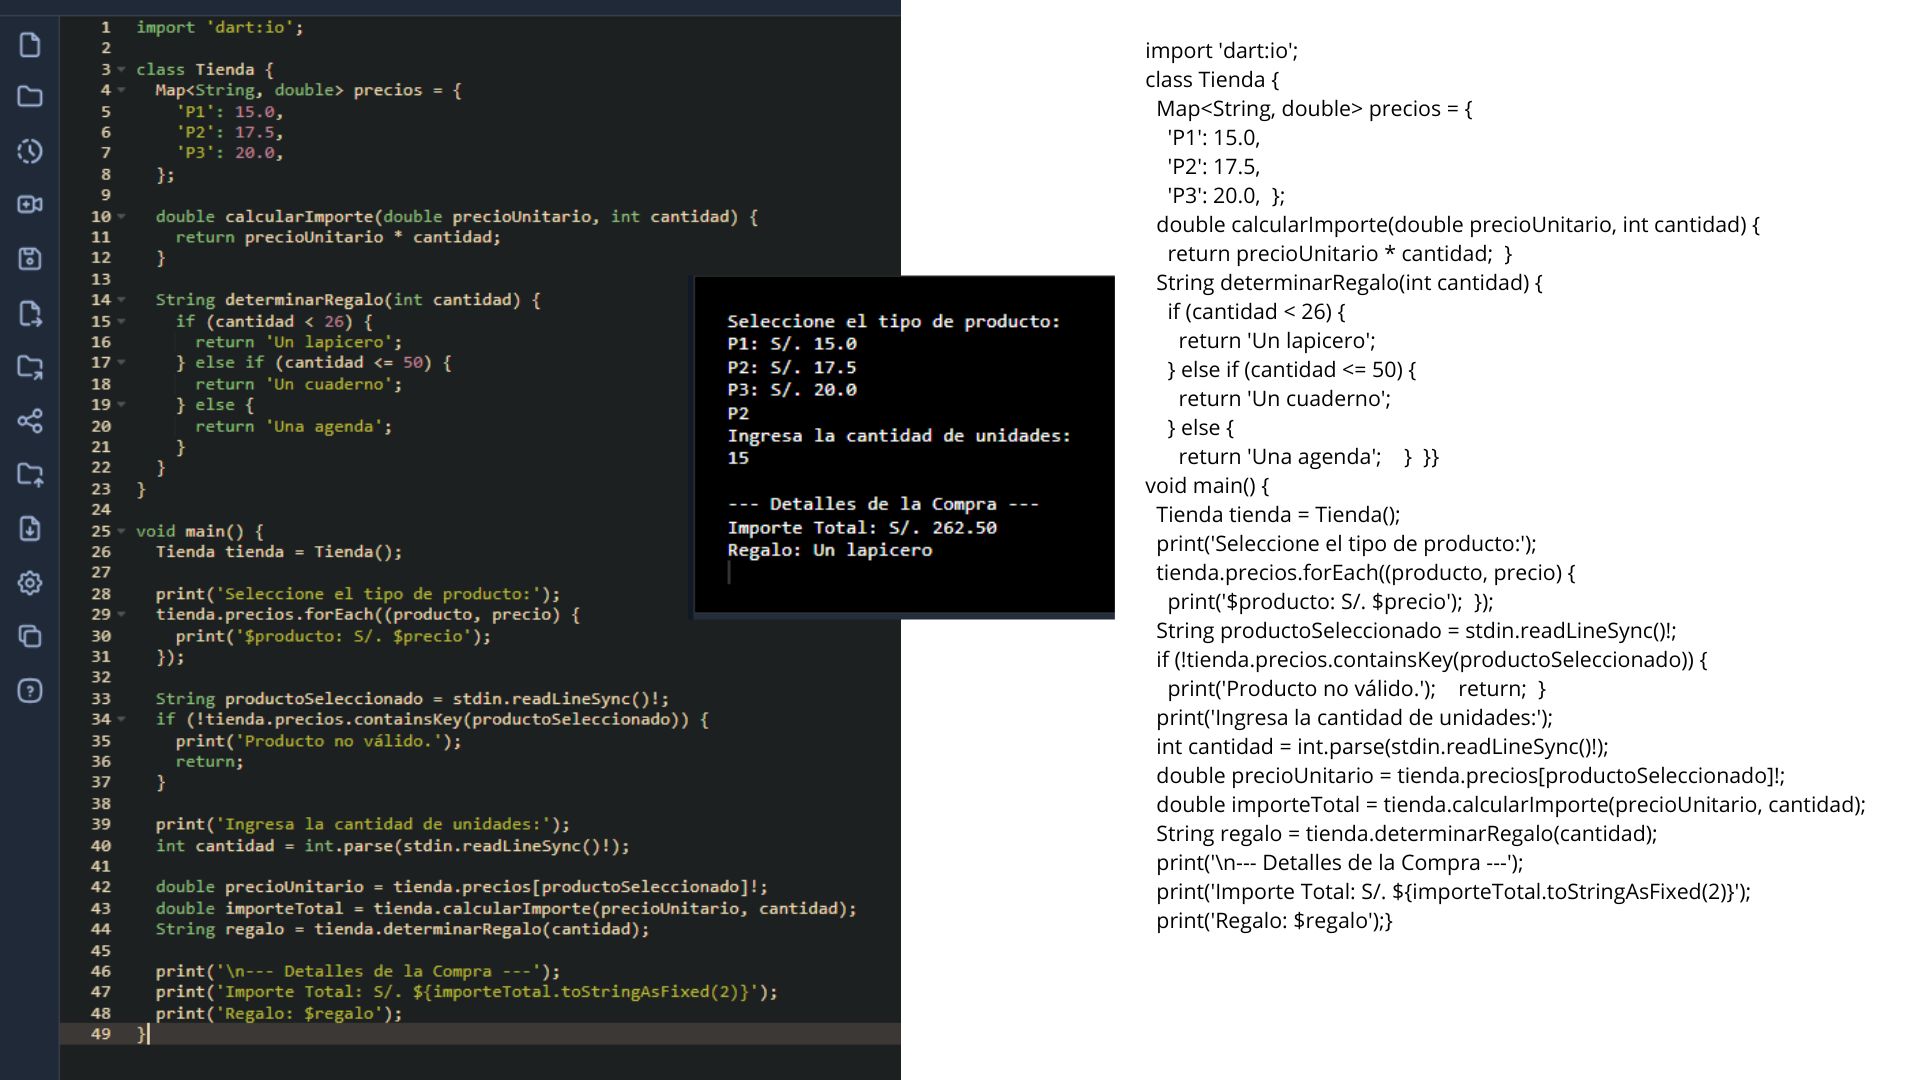 1 import 'dart:io';
2
3 class Tienda {
4 Map<String, double> precios = {
5 'P1': 15.0,
6 'P2': 17.5,
7 'P3': 20.0,
8 };
9
10 double calcularImporte(double precioUnitario, int cantidad) {
11 return precioUnitario * cantidad;
12 }
13
14 String determinarRegalo(int cantidad) {
15 if (cantidad < 26) {
16 return 'Un lapicero';
17 } else if (cantidad <= 50) {
18 return 'Un cuaderno';
19 } else {
20 return 'Una agenda';
21 }
22 }
23 }
24
25 void main() {
26 Tienda tienda = Tienda();
27
28 print('Seleccione el tipo de producto:');
29 tienda.precios.forEach((producto, precio) {
30 print('$producto: S/. $precio');
31 });
32
33 String productoSeleccionado = stdin.readLineSync()!;
34 if (!tienda.precios.containsKey(productoSeleccionado)) {
35 print('Producto no válido.');
36 return;
37 }
38
39 print('Ingresa la cantidad de unidades:');
40 int cantidad = int.parse(stdin.readLineSync()!);
41
42 double precioUnitario = tienda.precios[productoSeleccionado]!;
43 double importeTotal = tienda.calcularImporte(precioUnitario, cantidad);
44 String regalo = tienda.determinarRegalo(cantidad);
45
46 print('\n--- Detalles de la Compra ---');
47 print('Importe Total: S/. ${importeTotal.toStringAsFixed(2)}');
48 print('Regalo: $regalo');
49 }
Seleccione el tipo de producto:
P1: S/. 15.0
P2: S/. 17.5
P3: S/. 20.0
P2
Ingresa la cantidad de unidades:
15
--- Detalles de la Compra ---
Importe Total: S/. 262.50
Regalo: Un lapicero
import 'dart:io';
class Tienda {
Map<String, double> precios = {
'P1': 15.0,
'P2': 17.5,
'P3': 20.0, };
double calcularImporte(double precioUnitario, int cantidad) {
return precioUnitario * cantidad; }
String determinarRegalo(int cantidad) {
if (cantidad < 26) {
return 'Un lapicero';
} else if (cantidad <= 50) {
return 'Un cuaderno';
} else {
return 'Una agenda'; } }}
void main() {
Tienda tienda = Tienda();
print('Seleccione el tipo de producto:');
tienda.precios.forEach((producto, precio) {
print('$producto: S/. $precio'); });
String productoSeleccionado = stdin.readLineSync()!;
if (!tienda.precios.containsKey(productoSeleccionado)) {
print('Producto no válido.'); return; }
print('Ingresa la cantidad de unidades:');
int cantidad = int.parse(stdin.readLineSync()!);
double precioUnitario = tienda.precios[productoSeleccionado]!;
double importeTotal = tienda.calcularImporte(precioUnitario, cantidad);
String regalo = tienda.determinarRegalo(cantidad);
print('\n--- Detalles de la Compra ---');
print('Importe Total: S/. ${importeTotal.toStringAsFixed(2)}');
print('Regalo: $regalo');}